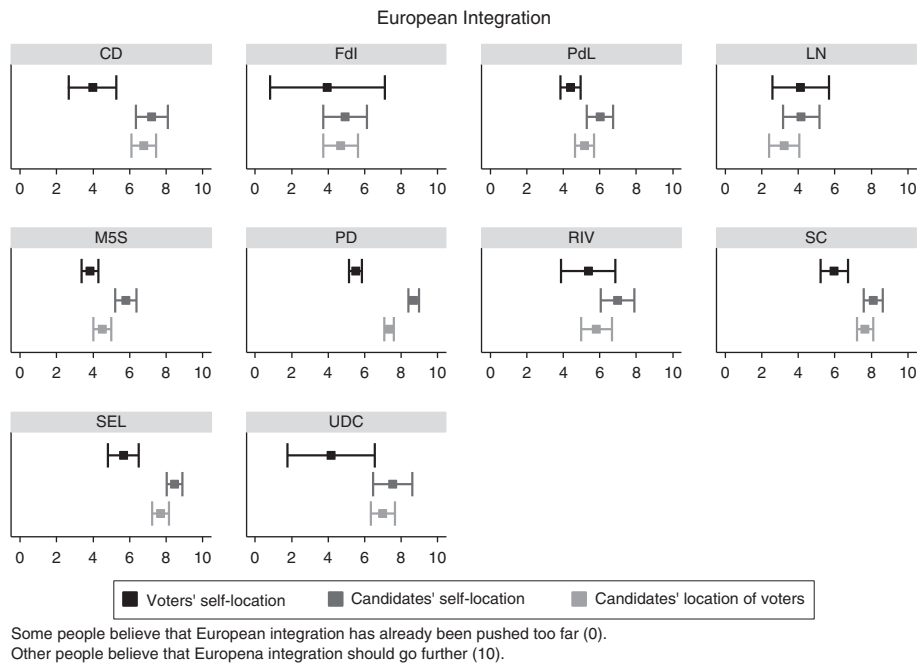 European Integration
CD FdI PdL LN
0 2 4 6 8 10 0 2 4 6 8 10 0 2 4 6 8 10 0 2 4 6 8 10
M5S PD RIV SC
0 2 4 6 8 10 0 2 4 6 8 10 0 2 4 6 8 10 0 2 4 6 8 10
SEL UDC
0 2 4 6 8 10 0 2 4 6 8 10
Voters' self-location Candidates' self-location Candidates' location of voters
Some people believe that European integration has already been pushed too far (0).
Other people believe that Europena integration should go further (10).